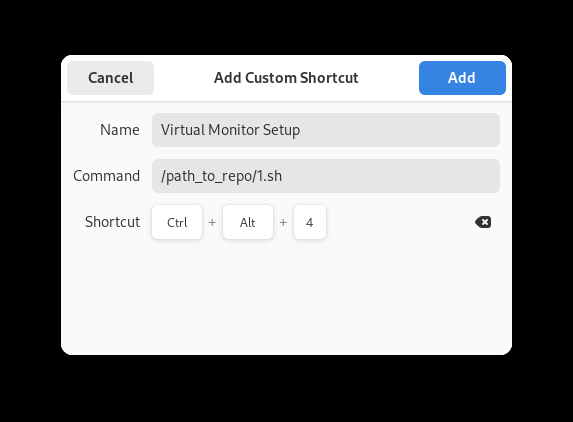 Cancel Add Custom Shortcut Add
Name Virtual Monitor Setup
Command /path_to_repo/1.sh
Shortcut Ctrl + Alt + 4